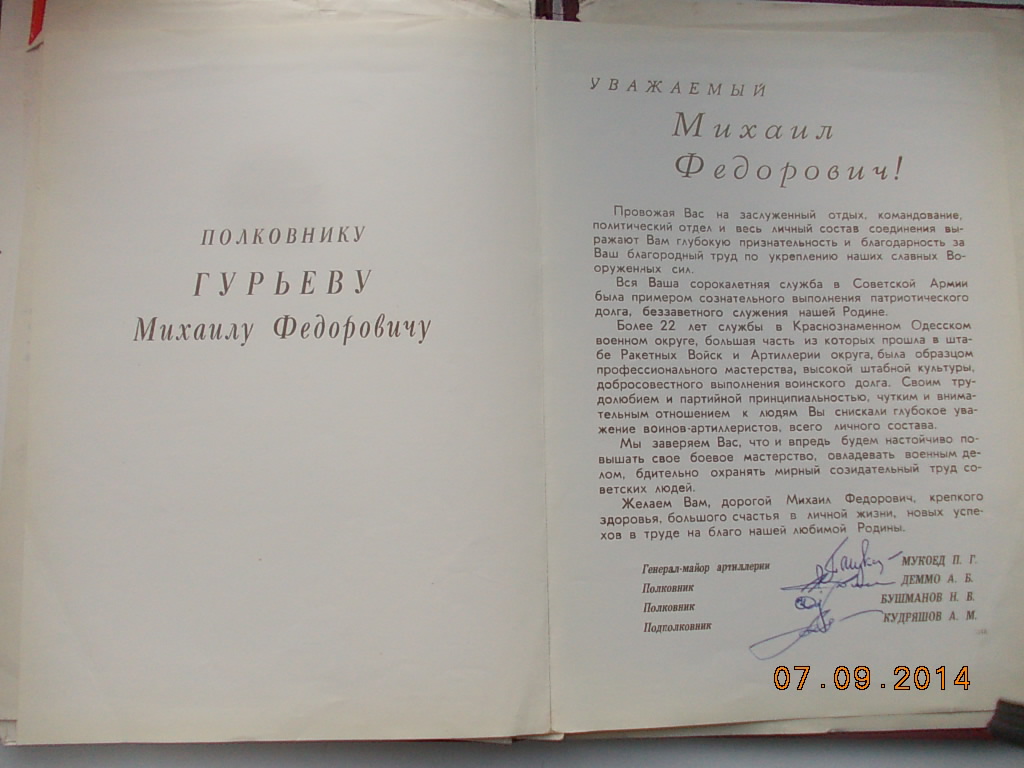 ПОЛКОВНИКУ
ГУРЬЕВУ
Михаилу Федоровичу
УВАЖАЕМЫЙ
Михаил
Федорович!
Провожая Вас на заслуженный отдых, командование,
политический отдел и весь личный состав соединения вы-
ражают Вам глубокую признательность и благодарность за
Ваш благородный труд по укреплению наших славных Во-
оруженных сил.
Вся Ваша сорокалетняя служба в Советской Армии
была примером сознательного выполнения патриотического
долга, беззаветного служения нашей Родине.
Более 22 лет службы в Краснознаменном Одесском
военном округе, большая часть из которых прошла в шта-
бе Ракетных Войск и Артиллерии округа, была образцом
профессионального мастерства, высокой штабной культуры,
добросовестного выполнения воинского долга. Своим тру-
долюбием и партийной принципиальностью, чутким и внима-
тельным отношением к людям Вы снискали глубокое ува-
жение воинов-артиллеристов, всего личного состава.
Мы заверяем Вас, что и впредь будем настойчиво по-
вышать свое боевое мастерство, овладевать военным де-
лом, бдительно охранять мирный созидательный труд со-
ветских людей.
Желаем Вам, дорогой Михаил Федорович, крепкого
здоровья, большого счастья в личной жизни, новых успе-
хов в труде на благо нашей любимой Родины.
Генерал-майор артиллерии МУКОЕД П. Г.
Полковник ДЕММО А. Б.
Полковник БУШМАНОВ Н. В.
Подполковник КУДРЯШОВ А. М.
07.09.2014